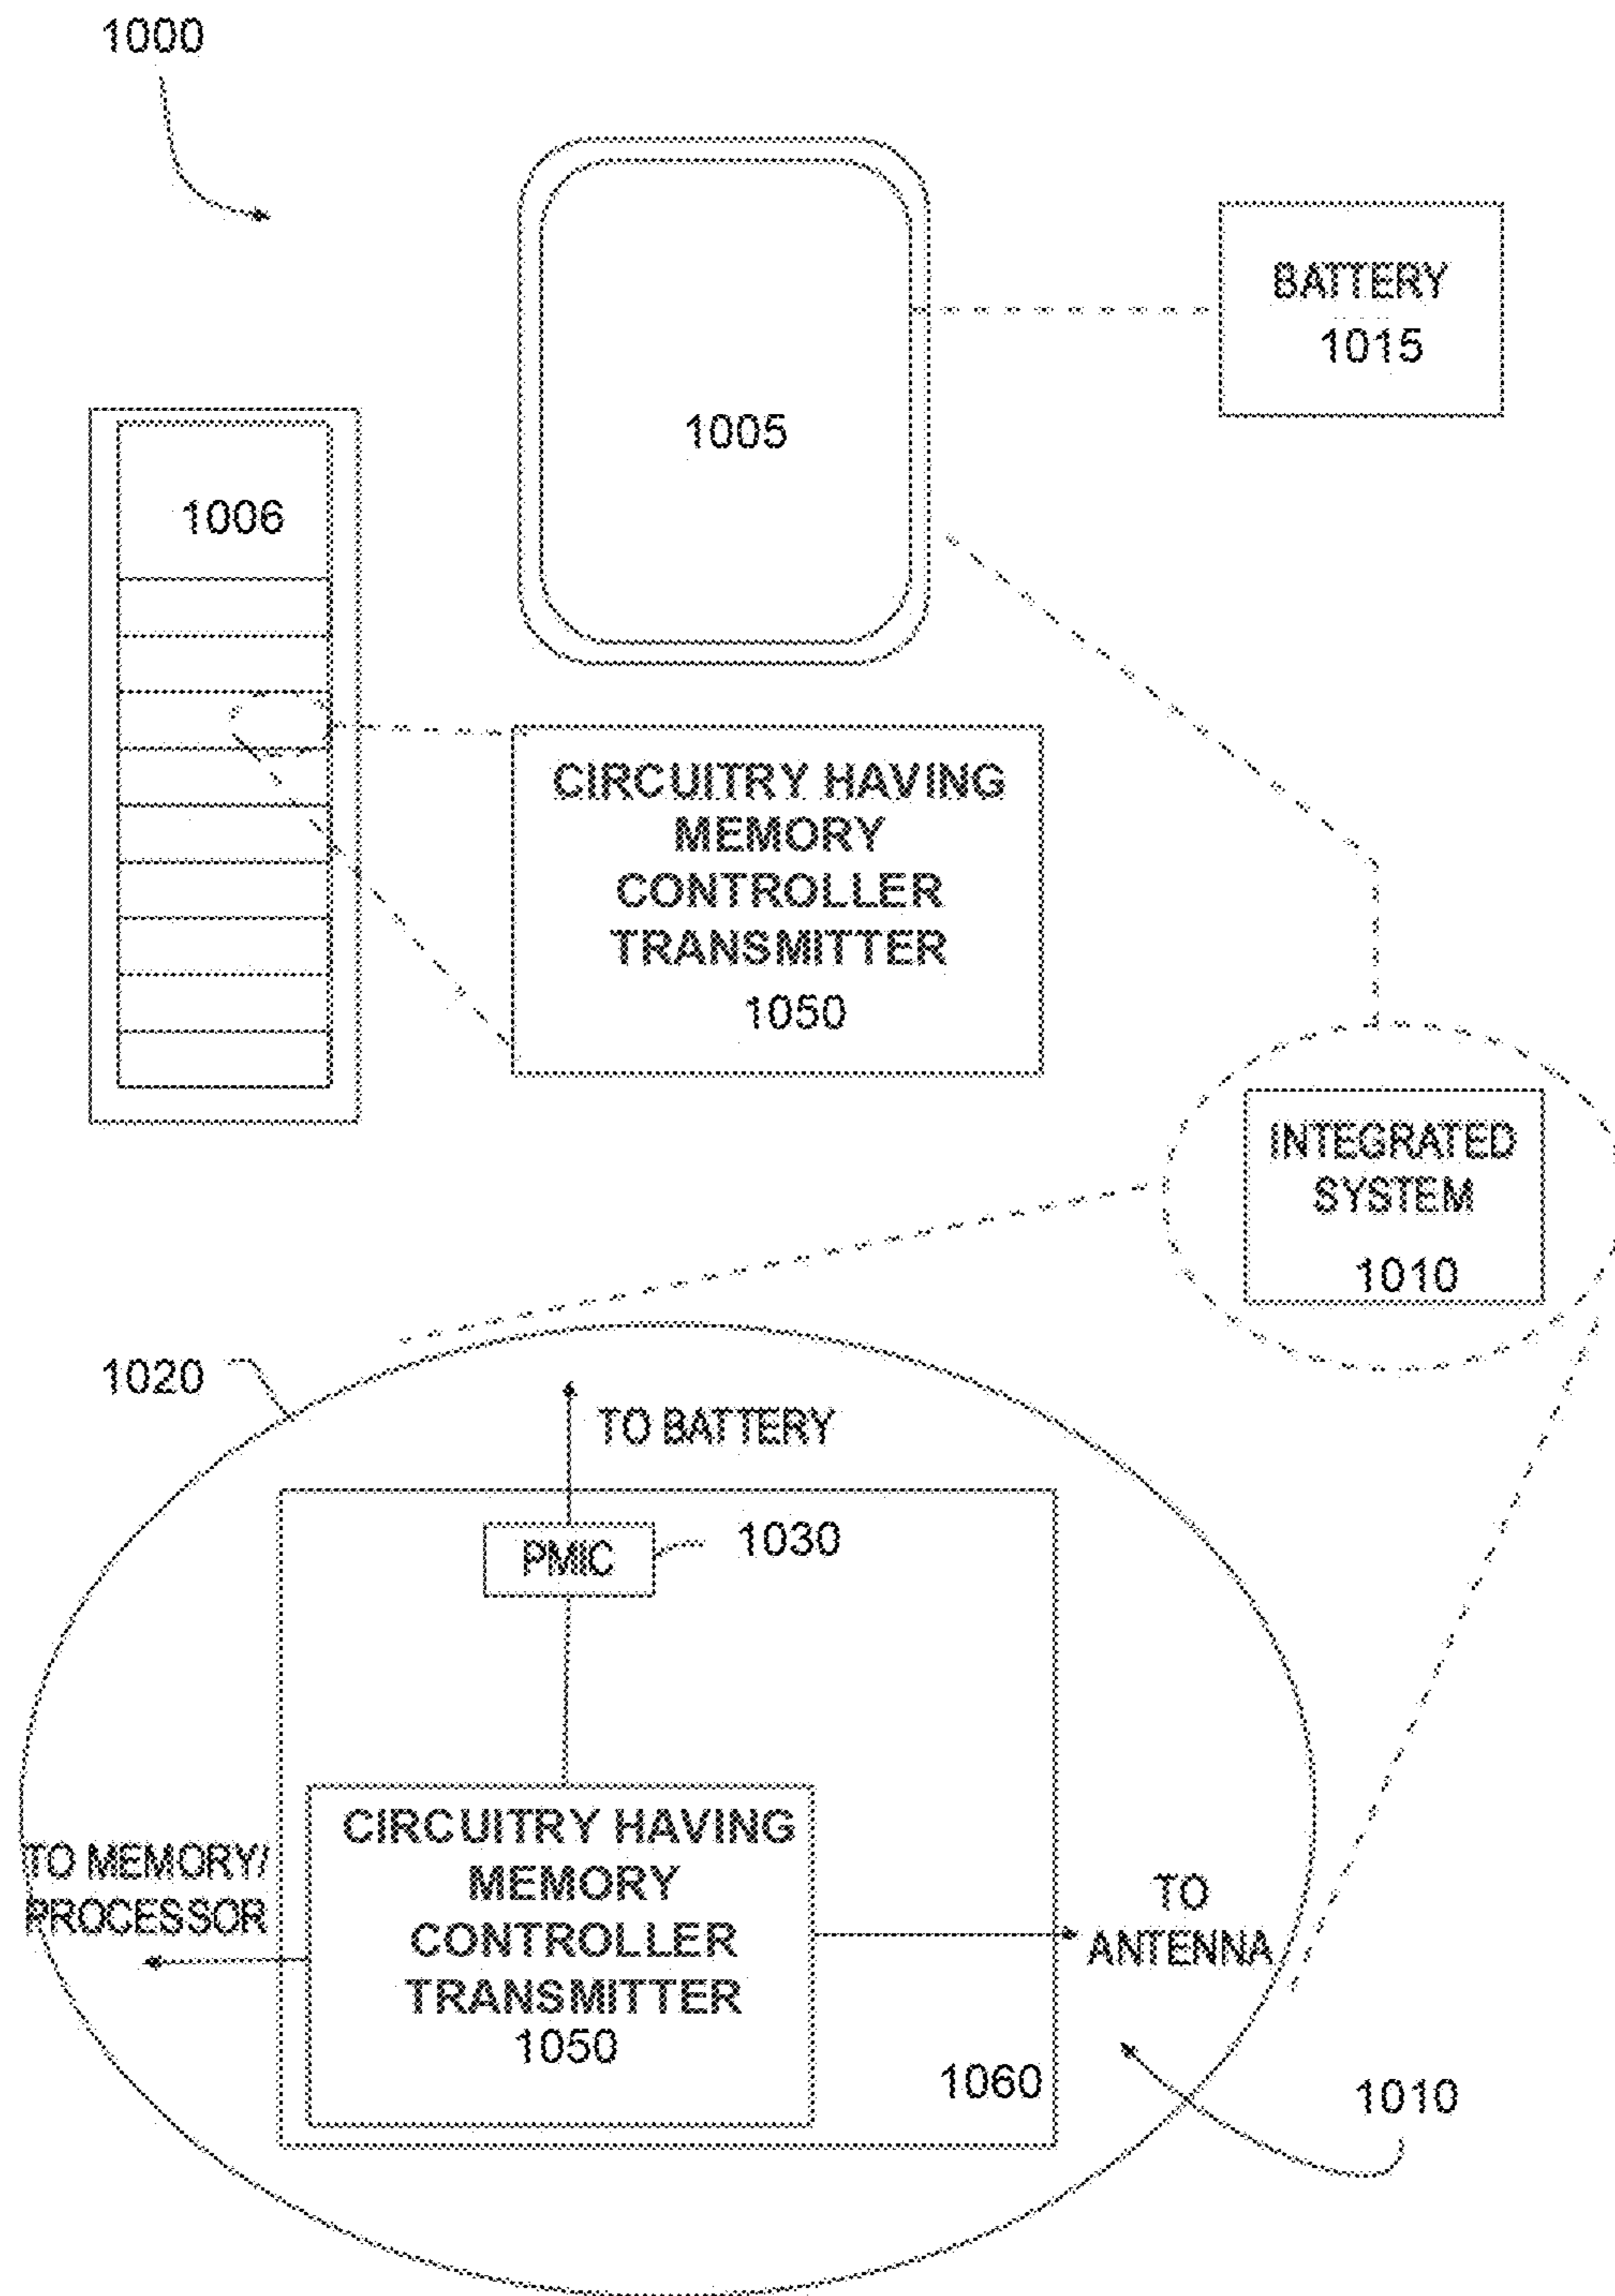 1000
BATTERY
1015
1005
1006
CIRCUITRY HAVING
MEMORY
CONTROLLER
TRANSMITTER
1050
INTEGRATED
SYSTEM
1010
1020
TO BATTERY
PMIC
1030
CIRCUITRY HAVING
MEMORY
CONTROLLER
TRANSMITTER
1050
TO MEMORY/
PROCESSOR
TO
ANTENNA
1060
1010